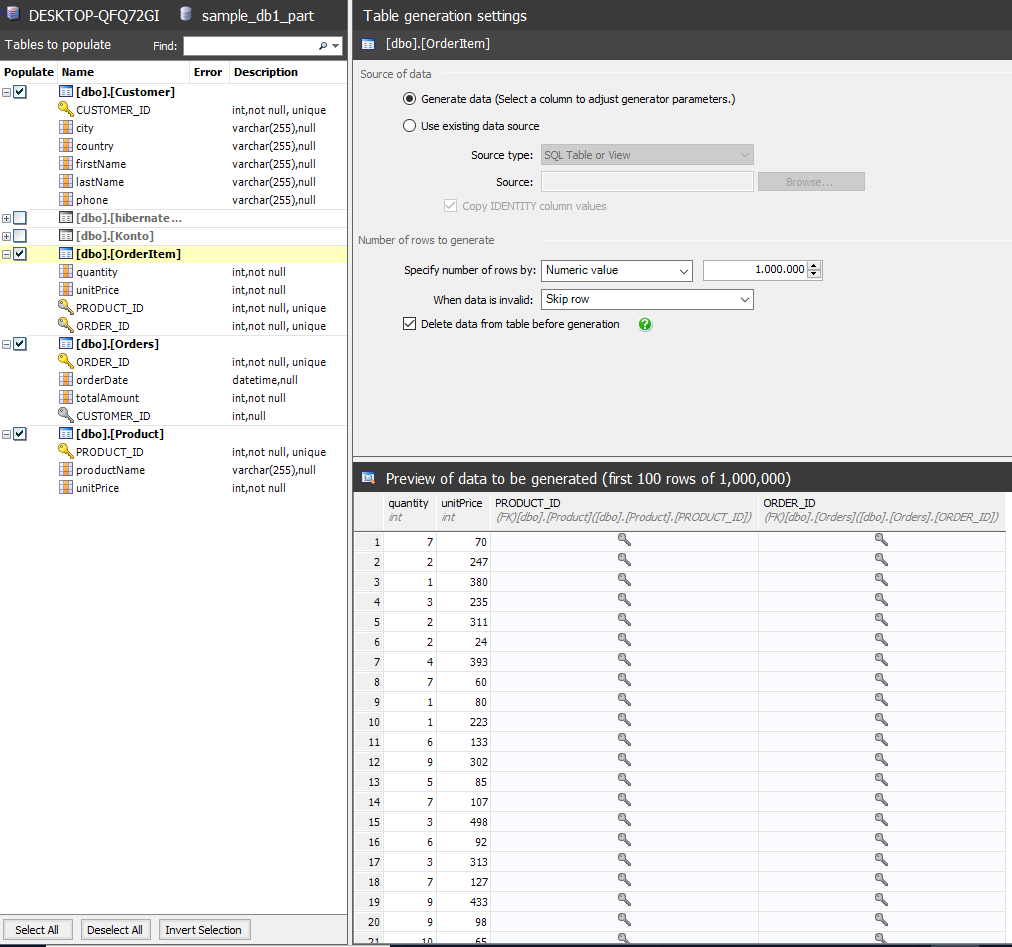 DESKTOP-QFQ72GI sample_db1_part
Tables to populate Find:
Populate Name Error Description
[dbo].[Customer]
CUSTOMER_ID int,not null, unique
city varchar(255),null
country varchar(255),null
firstName varchar(255),null
lastName varchar(255),null
phone varchar(255),null
[dbo].[hibernate...
[dbo].[Konto]
[dbo].[OrderItem]
quantity int,not null
unitPrice int,not null
PRODUCT_ID int,not null, unique
ORDER_ID int,not null, unique
[dbo].[Orders]
ORDER_ID int,not null, unique
orderDate datetime,null
totalAmount int,not null
CUSTOMER_ID int,null
[dbo].[Product]
PRODUCT_ID int,not null, unique
productName varchar(255),null
unitPrice int,not null
Select All Deselect All Invert Selection
Table generation settings
[dbo].[OrderItem]
Source of data
Generate data (Select a column to adjust generator parameters.)
Use existing data source
Source type: SQL Table or View
Source: Browse...
Copy IDENTITY column values
Number of rows to generate
Specify number of rows by: Numeric value 1.000.000
When data is invalid: Skip row
Delete data from table before generation ?
Preview of data to be generated (first 100 rows of 1,000,000)
quantity unitPrice PRODUCT_ID ORDER_ID
int int (FK)[dbo].[Product]([dbo].[Product].[PRODUCT_ID]) (FK)[dbo].[Orders]([dbo].[Orders].[ORDER_ID])
1 7 70
2 2 247
3 1 380
4 3 235
5 2 311
6 2 24
7 4 393
8 7 60
9 1 80
10 1 223
11 6 133
12 9 302
13 5 85
14 7 107
15 3 498
16 6 92
17 3 313
18 7 127
19 9 433
20 9 98
21 10 65